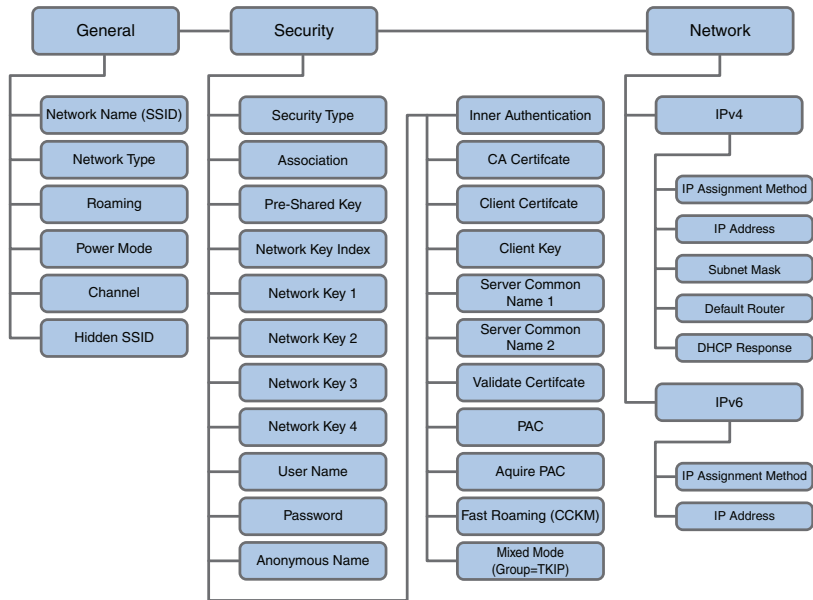 General
Security
Network
Network Name (SSID)
Network Type
Roaming
Power Mode
Channel
Hidden SSID
Security Type
Association
Pre-Shared Key
Network Key Index
Network Key 1
Network Key 2
Network Key 3
Network Key 4
User Name
Password
Anonymous Name
Inner Authentication
CA Certifcate
Client Certifcate
Client Key
Server Common
Name 1
Server Common
Name 2
Validate Certifcate
PAC
Aquire PAC
Fast Roaming (CCKM)
Mixed Mode
(Group=TKIP)
IPv4
IP Assignment Method
IP Address
Subnet Mask
Default Router
DHCP Response
IPv6
IP Assignment Method
IP Address